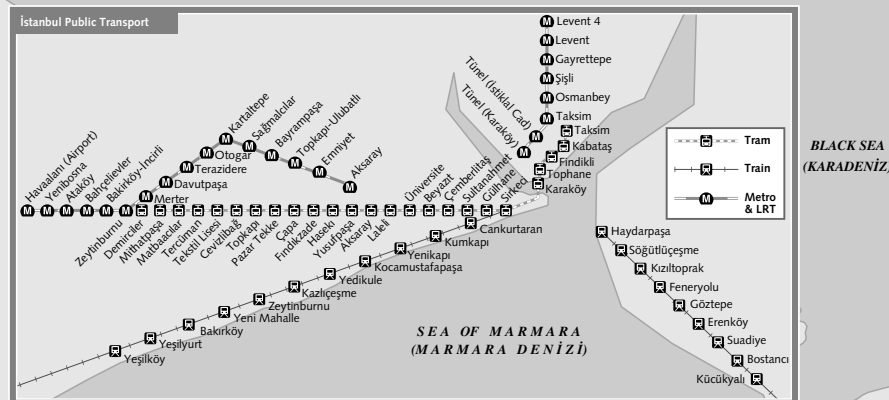 İstanbul Public Transport
Levent 4
Levent
Gayrettepe
Şişli
Osmanbey
Taksim
Tünel (İstiklal Cad)
Tünel (Karaköy)
Taksim
Kabataş
Findikli
Tophane
Karaköy
Tram
Train
Metro
& LRT
BLACK SEA
(KARADENİZ)
Havaalanı (Airport)
Yenibosna
Ataköy
Bahçelievler
Bakırköy-İncirli
Zeytinburnu
Merter
Davutpaşa
Terazidere
Otogar
Kartaltepe
Sağmalcılar
Bayrampaşa
Topkapı-Ulubatlı
Emniyet
Aksaray
Demirciler
Mithatpaşa
Matbaacılar
Tercüman
Tekstil Lisesi
Cevizlibağ
Topkapı
Pazar Tekke
Çapa
Fındıkzade
Haseki
Yusufpaşa
Aksaray
Laleli
Üniversite
Beyazıt
Çemberlitaş
Sultanahmet
Gülhane
Sirkeci
Cankurtaran
Kumkapı
Yenikapı
Kocamustafapaşa
Yedikule
Kazlıçeşme
Zeytinburnu
Yeni Mahalle
Bakırköy
Yeşilyurt
Yeşilköy
Haydarpaşa
Söğütlüçeşme
Kızıltoprak
Feneryolu
Göztepe
Erenköy
Suadiye
Bostancı
Kücükyalı
SEA OF MARMARA
(MARMARA DENİZİ)